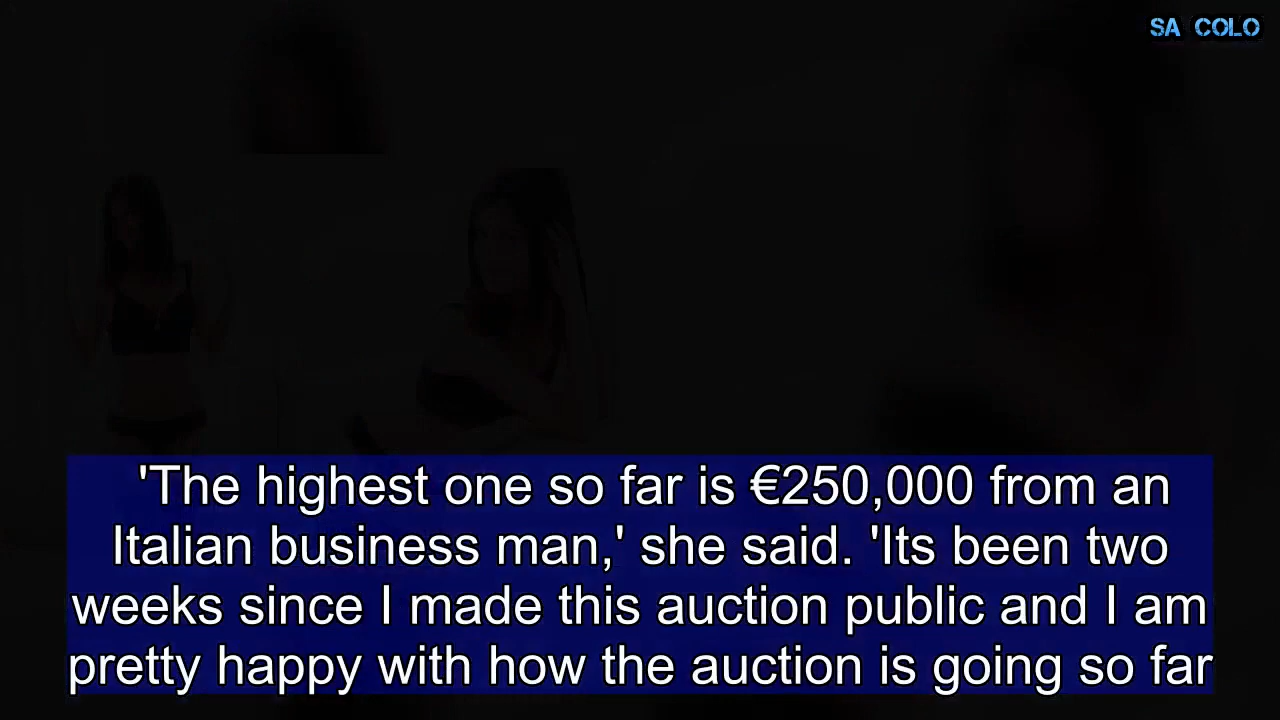 SA COLO
'The highest one so far is €250,000 from an
Italian business man,' she said. 'Its been two
weeks since I made this auction public and I am
pretty happy with how the auction is going so far